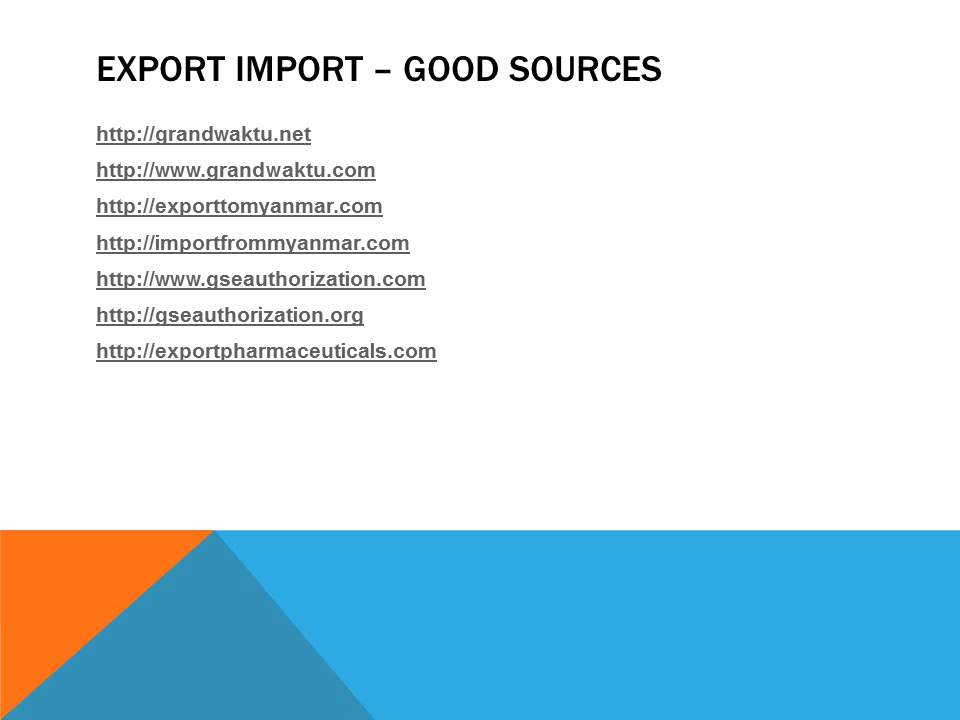 EXPORT IMPORT – GOOD SOURCES
http://grandwaktu.net
http://www.grandwaktu.com
http://exporttomyanmar.com
http://importfrommyanmar.com
http://www.gseauthorization.com
http://gseauthorization.org
http://exportpharmaceuticals.com